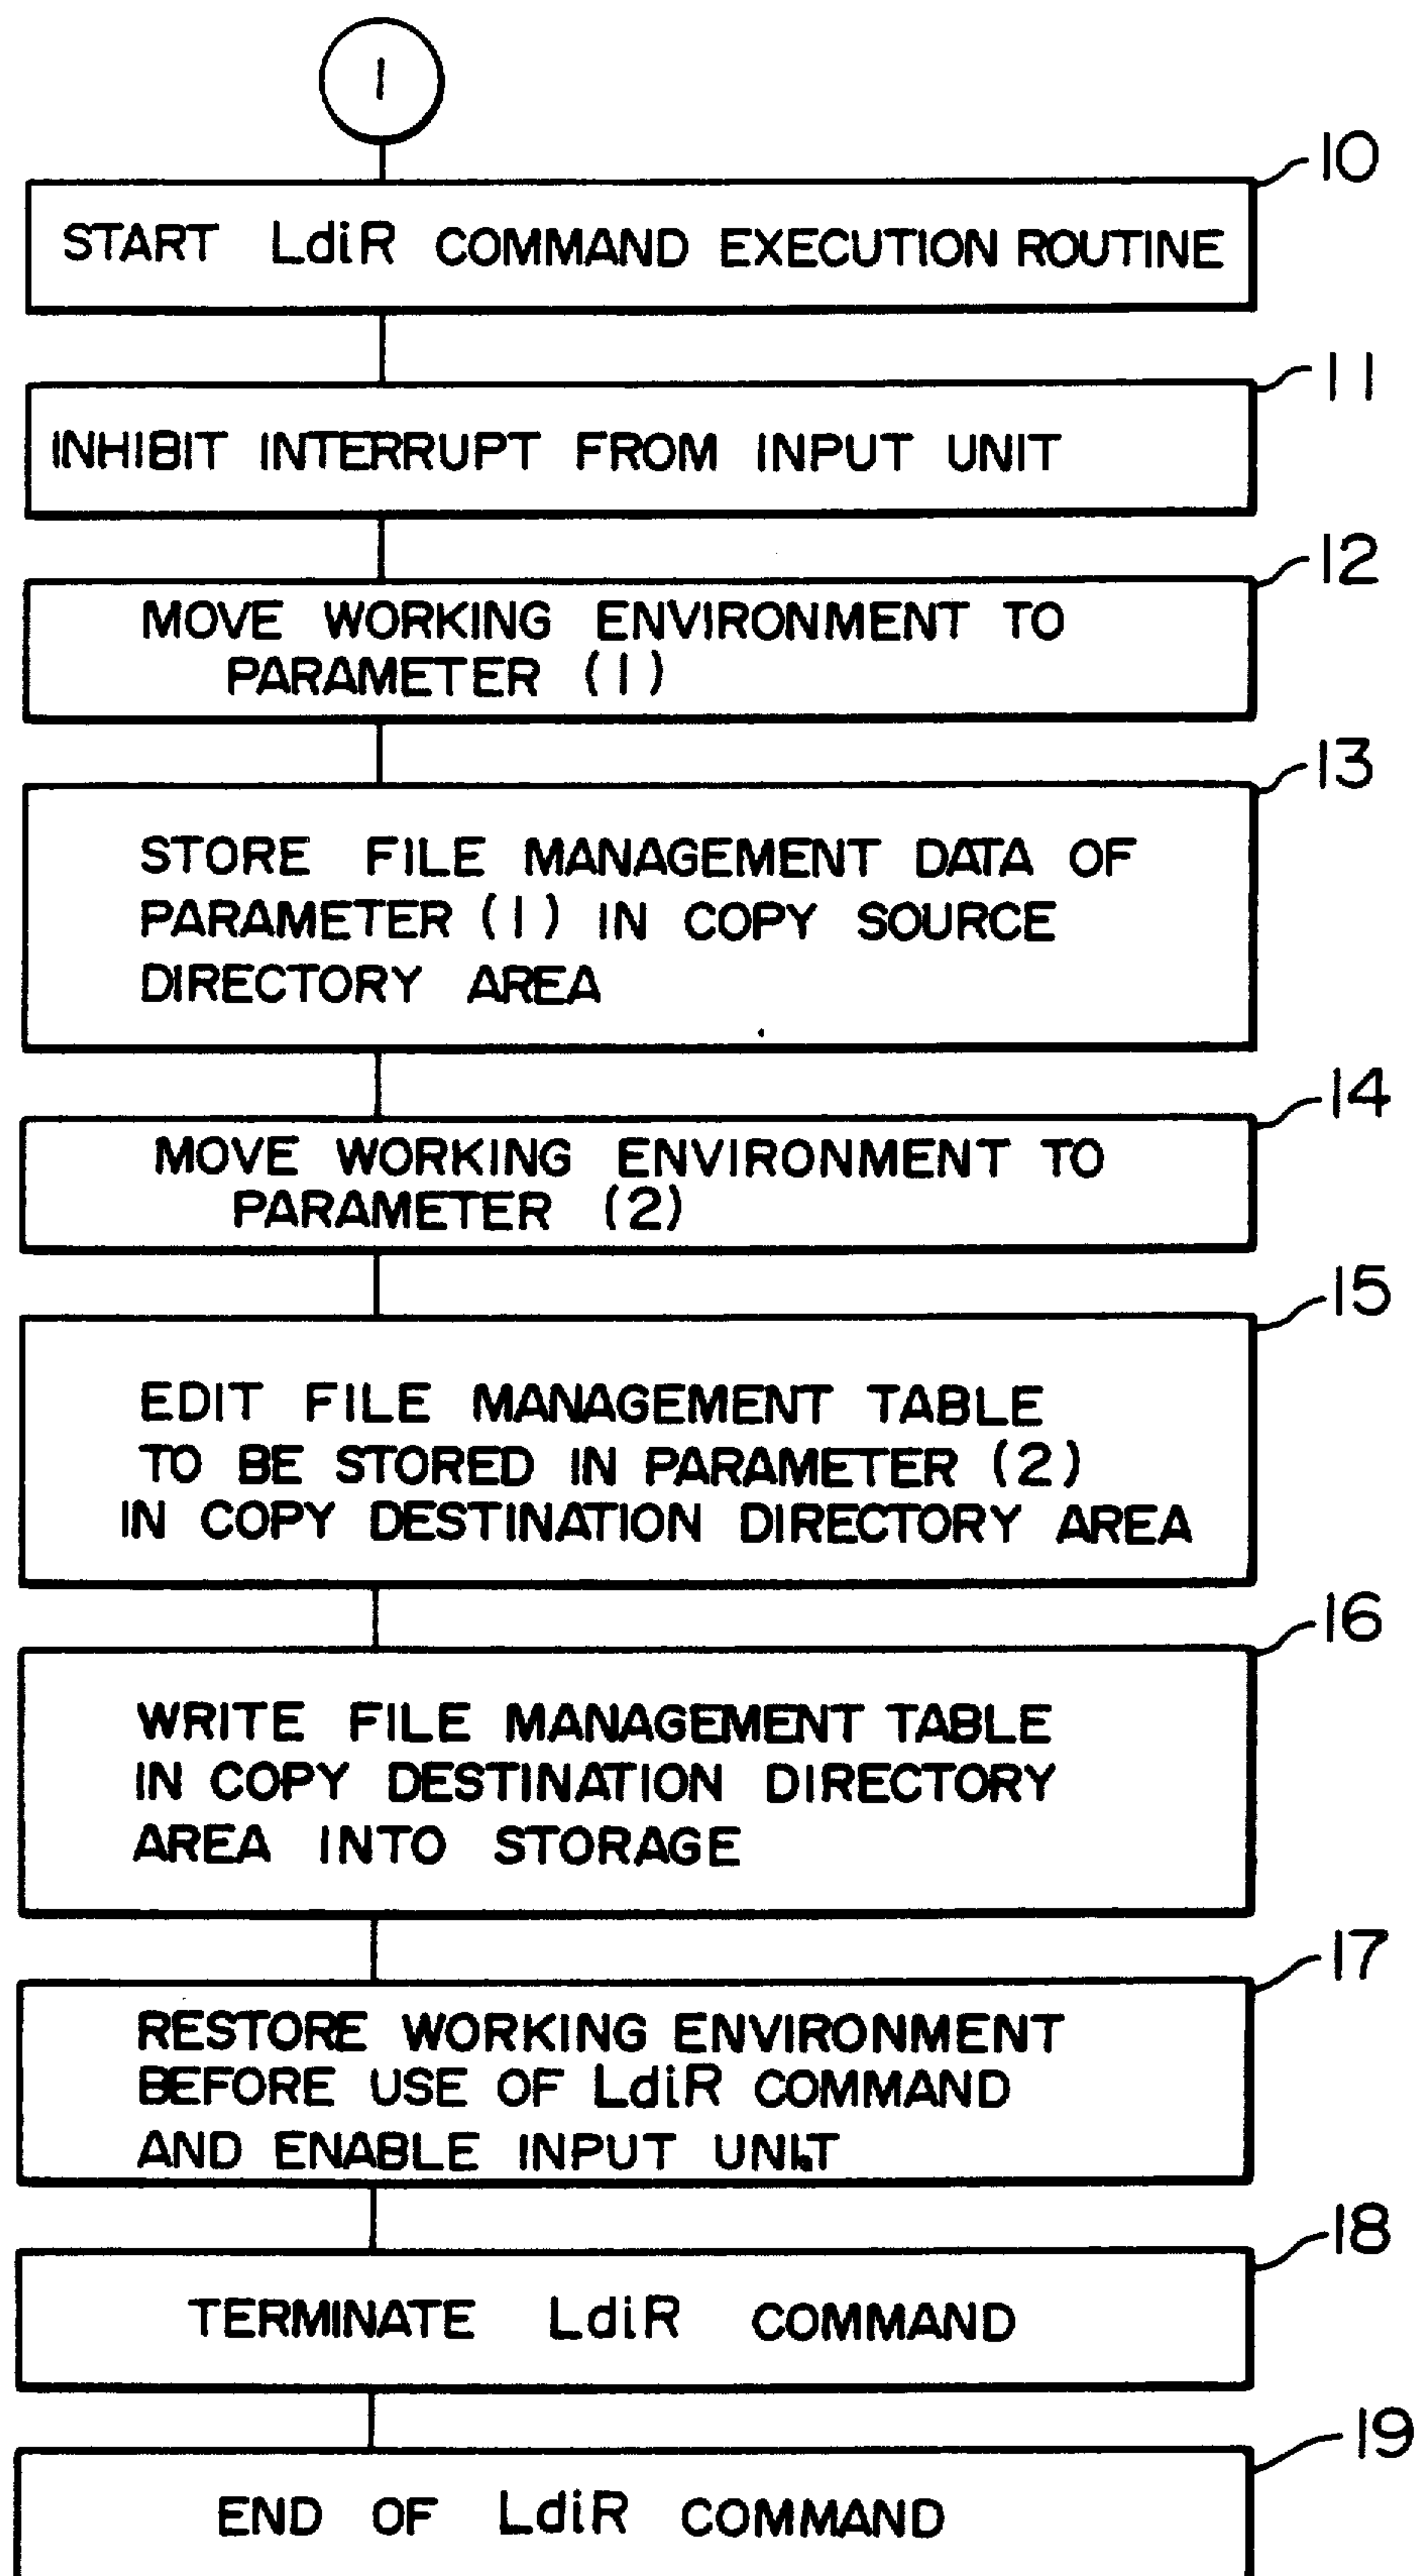 1
10
START LdiR COMMAND EXECUTION ROUTINE
11
INHIBIT INTERRUPT FROM INPUT UNIT
12
MOVE WORKING ENVIRONMENT TO
PARAMETER (1)
13
STORE FILE MANAGEMENT DATA OF
PARAMETER (1) IN COPY SOURCE
DIRECTORY AREA
14
MOVE WORKING ENVIRONMENT TO
PARAMETER (2)
15
EDIT FILE MANAGEMENT TABLE
TO BE STORED IN PARAMETER (2)
IN COPY DESTINATION DIRECTORY AREA
16
WRITE FILE MANAGEMENT TABLE
IN COPY DESTINATION DIRECTORY
AREA INTO STORAGE
17
RESTORE WORKING ENVIRONMENT
BEFORE USE OF LdiR COMMAND
AND ENABLE INPUT UNIT
18
TERMINATE LdiR COMMAND
19
END OF LdiR COMMAND